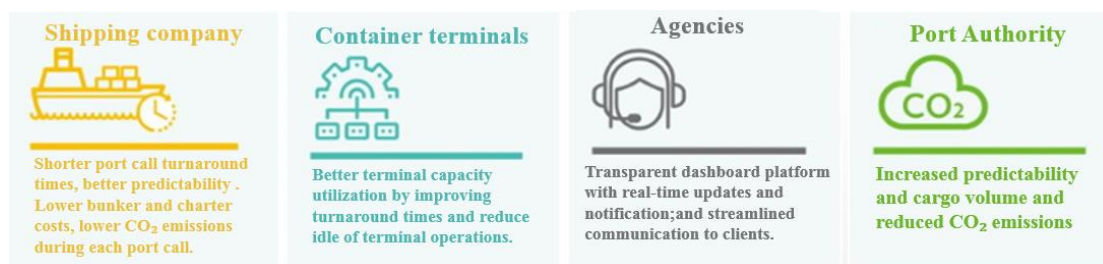 Shipping company
Shorter port call turnaround
times, better predictability .
Lower bunker and charter
costs, lower CO₂ emissions
during each port call.
Container terminals
Better terminal capacity
utilization by improving
turnaround times and reduce
idle of terminal operations.
Agencies
Transparent dashboard platform
with real-time updates and
notification;and streamlined
communication to clients.
Port Authority
CO₂
Increased predictability
and cargo volume and
reduced CO₂ emissions